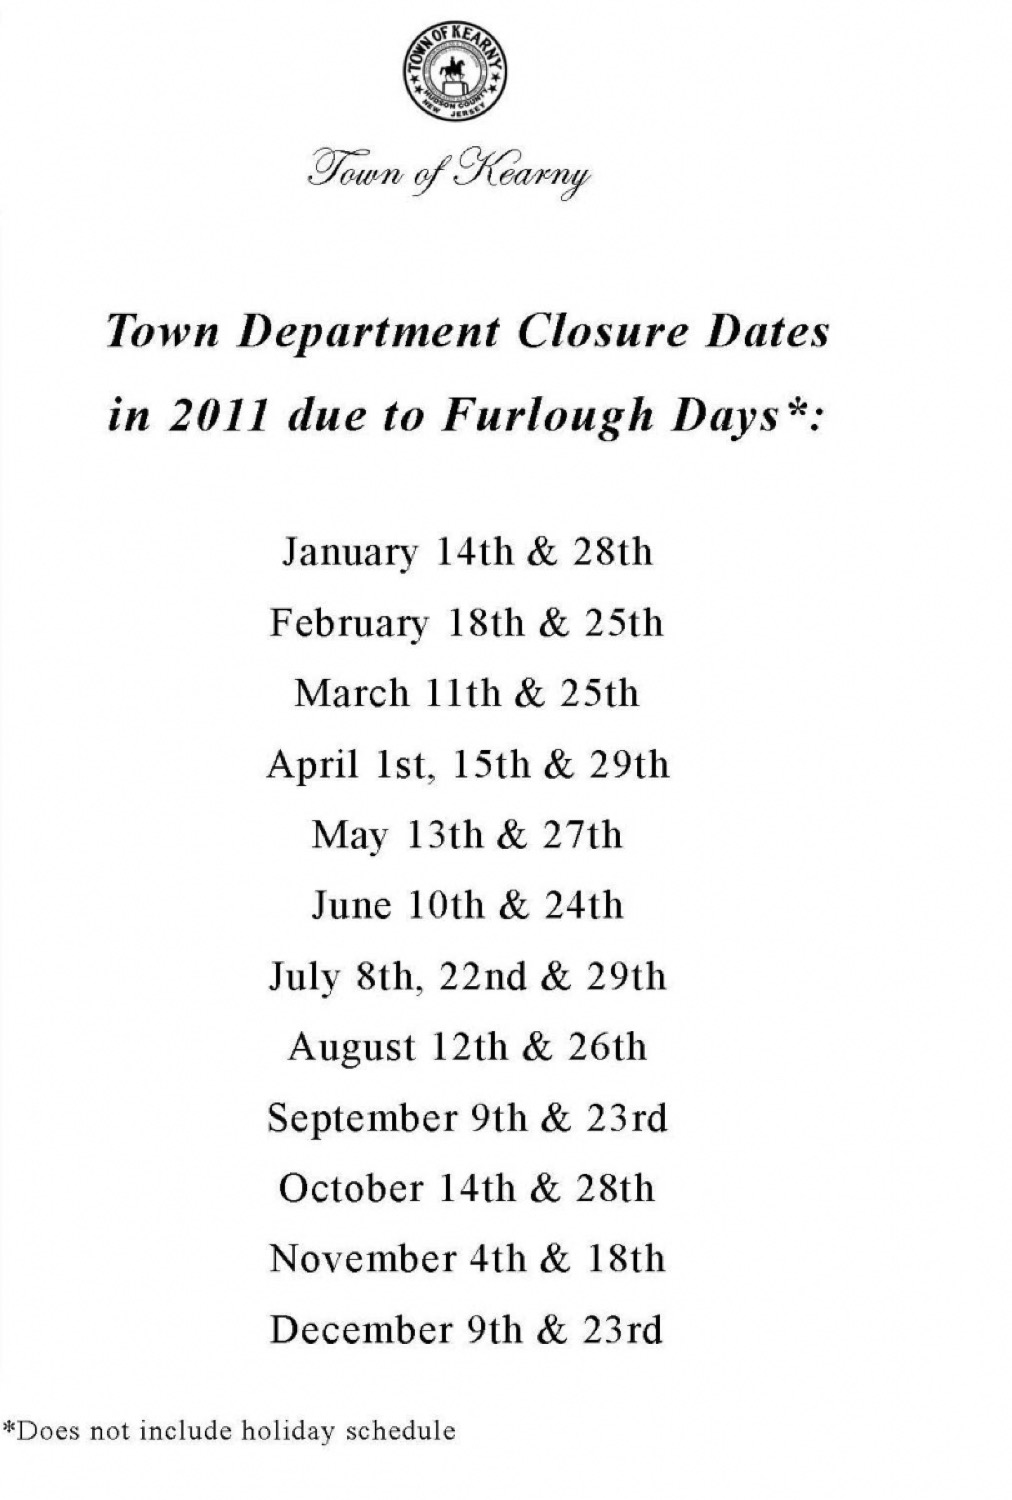 TOWN OF KEARNY
HUDSON COUNTY
NEW JERSEY
Town of Kearny
Town Department Closure Dates
in 2011 due to Furlough Days*:
January 14th & 28th
February 18th & 25th
March 11th & 25th
April 1st, 15th & 29th
May 13th & 27th
June 10th & 24th
July 8th, 22nd & 29th
August 12th & 26th
September 9th & 23rd
October 14th & 28th
November 4th & 18th
December 9th & 23rd
*Does not include holiday schedule